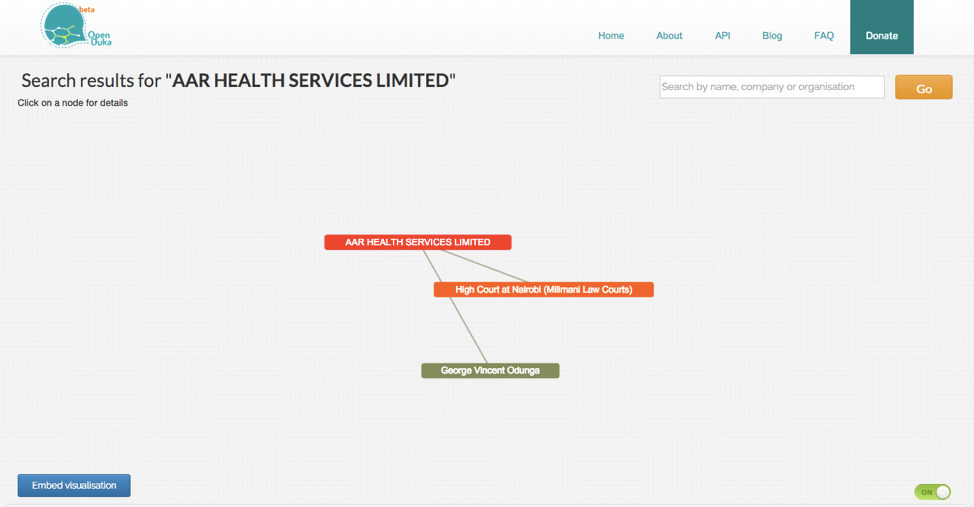 beta
Open
Duka
Home About API Blog FAQ Donate
Search results for "AAR HEALTH SERVICES LIMITED"
Search by name, company or organisation Go
Click on a node for details
AAR HEALTH SERVICES LIMITED
High Court at Nairobi (Milimani Law Courts)
George Vincent Odunga
Embed visualisation
ON